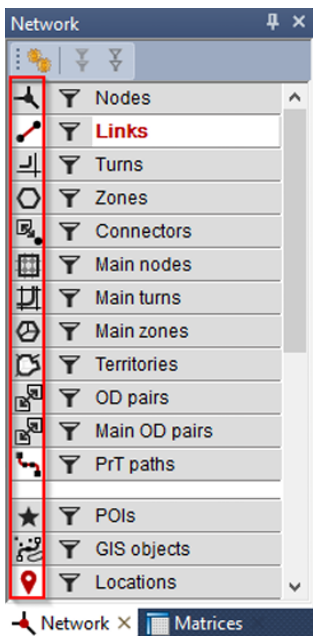 Network
Nodes
Links
Turns
Zones
Connectors
Main nodes
Main turns
Main zones
Territories
OD pairs
Main OD pairs
PrT paths
POIs
GIS objects
Locations
Network Matrices